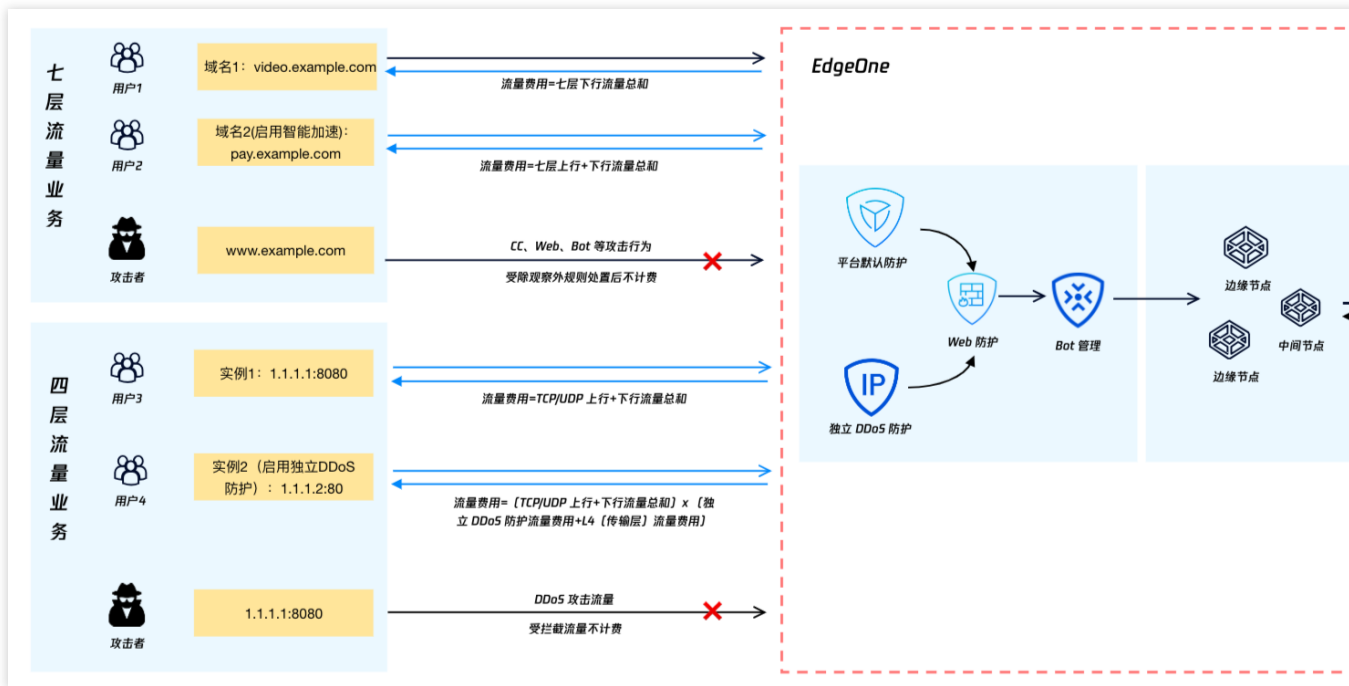 七层流量业务
用户1
域名1：video.example.com
流量费用=七层下行流量总和
用户2
域名2(启用智能加速)：
pay.example.com
流量费用=七层上行+下行流量总和
攻击者
www.example.com
CC、Web、Bot 等攻击行为
受除观察外规则处置后不计费
四层流量业务
用户3
实例1：1.1.1.1:8080
流量费用=TCP/UDP 上行+下行流量总和
用户4
实例2（启用独立DDoS
防护）：1.1.1.2:80
流量费用=（TCP/UDP 上行+下行流量总和）x（独
立 DDoS 防护流量费用+L4（传输层）流量费用）
攻击者
1.1.1.1:8080
DDoS 攻击流量
受拦截流量不计费
EdgeOne
平台默认防护
Web 防护
Bot 管理
IP
独立 DDoS 防护
边缘节点
中间节点
边缘节点